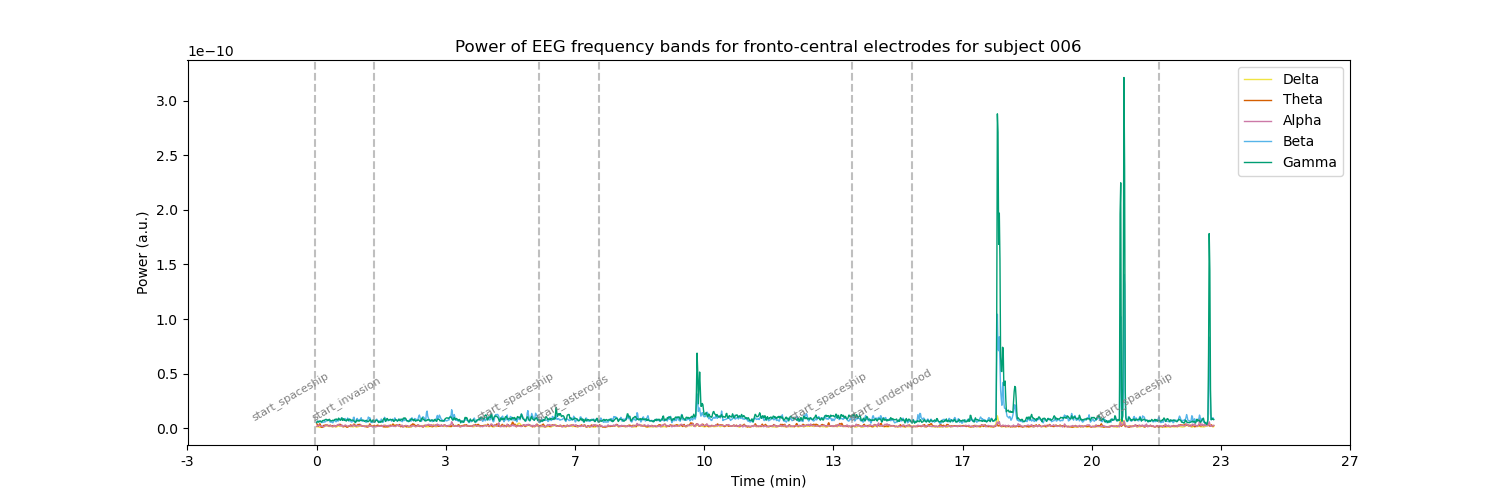 Power of EEG frequency bands for fronto-central electrodes for subject 006
1e−10
Delta
Theta
Alpha
Beta
Gamma
3.0
2.5
2.0
1.5
1.0
0.5
0.0
Power (a.u.)
start_spaceship
start_invasion
start_spaceship
start_asteroids
start_spaceship
start_underwood
start_spaceship
-3 0 3 7 10 13 17 20 23 27
Time (min)